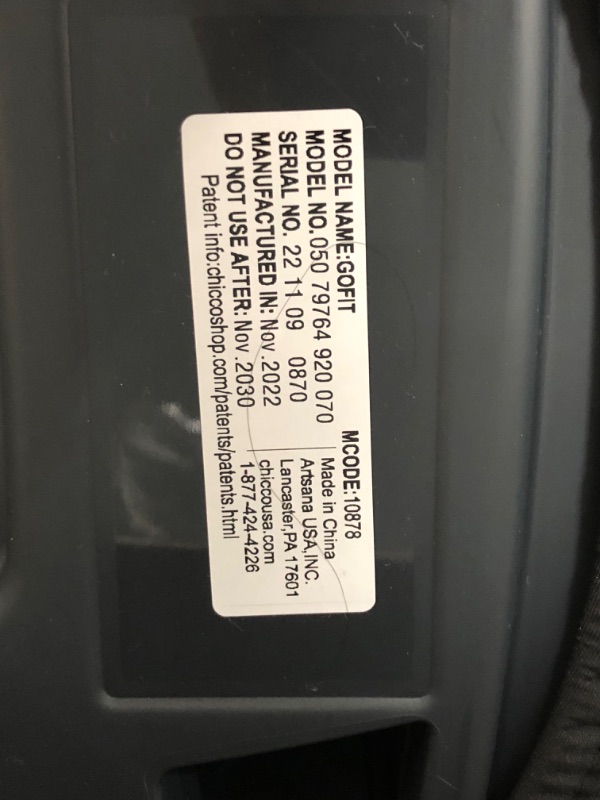 MODEL NAME:GOFIT
MODEL NO.050 79764 920 070
SERIAL NO. 22 11 09 0870
MANUFACTURED IN: Nov.2022
DO NOT USE AFTER: Nov.2030
Patent info:chiccoshop.com/patents/patents.html
MCODE:10878
Made in China
Artsana USA,INC.
Lancaster,PA 17601
chiccousa.com
1-877-424-4226